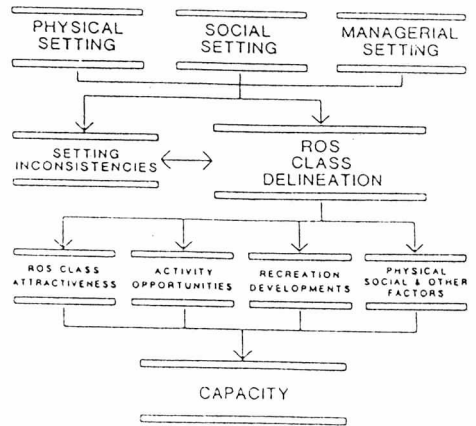 PHYSICAL
SETTING
SOCIAL
SETTING
MANAGERIAL
SETTING
SETTING
INCONSISTENCIES
ROS
CLASS
DELINEATION
ROS CLASS
ATTRACTIVENESS
ACTIVITY
OPPORTUNITIES
RECREATION
DEVELOPMENTS
PHYSICAL
SOCIAL & OTHER
FACTORS
CAPACITY